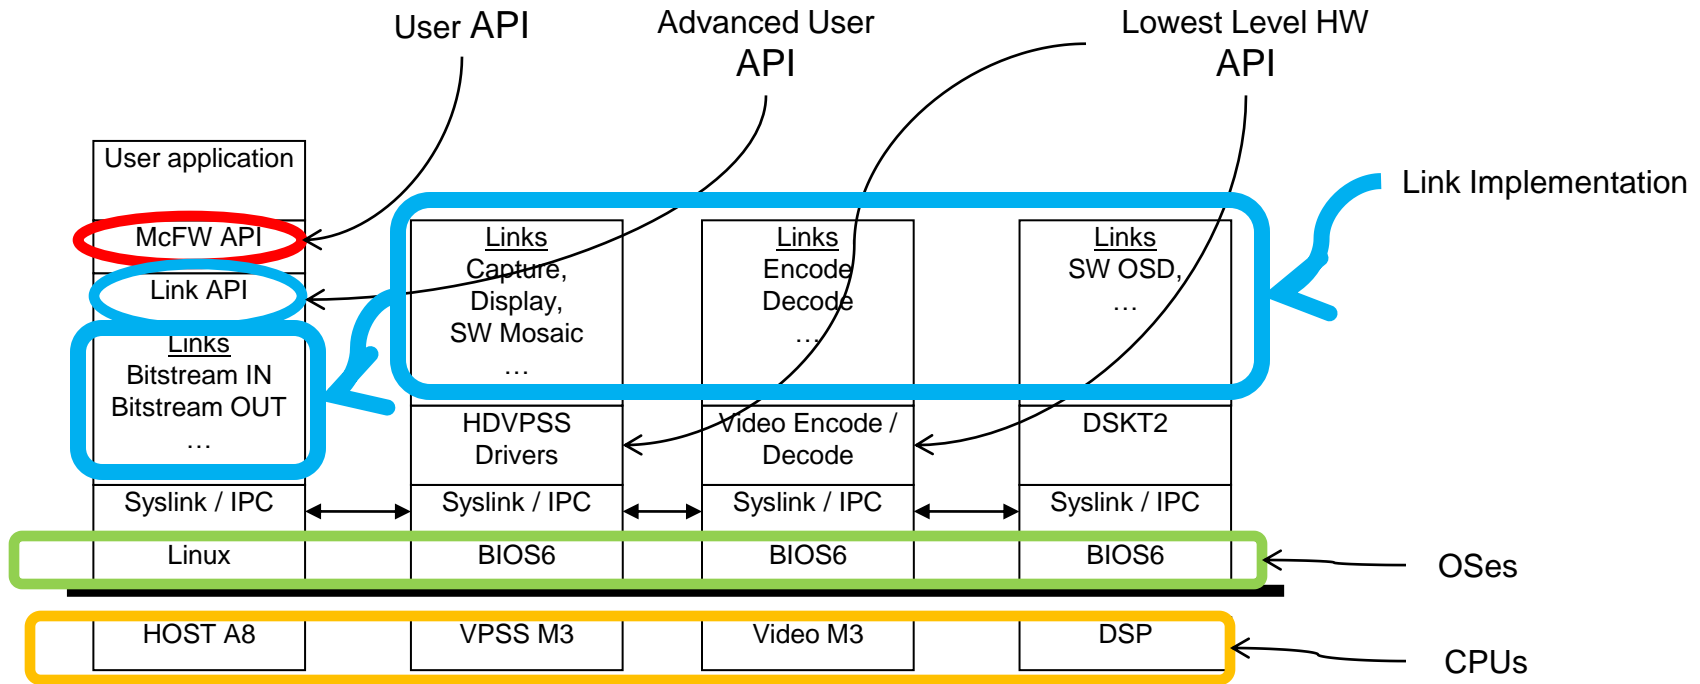 User API
Advanced User
API
Lowest Level HW
API
Link Implementation
User application
McFW API
Link API
Links
Bitstream IN
Bitstream OUT
…
Syslink / IPC
Linux
HOST A8
Links
Capture,
Display,
SW Mosaic
…
HDVPSS
Drivers
Syslink / IPC
BIOS6
VPSS M3
Links
Encode
Decode
…
Video Encode /
Decode
Syslink / IPC
BIOS6
Video M3
Links
SW OSD,
…
DSKT2
Syslink / IPC
BIOS6
DSP
OSes
CPUs